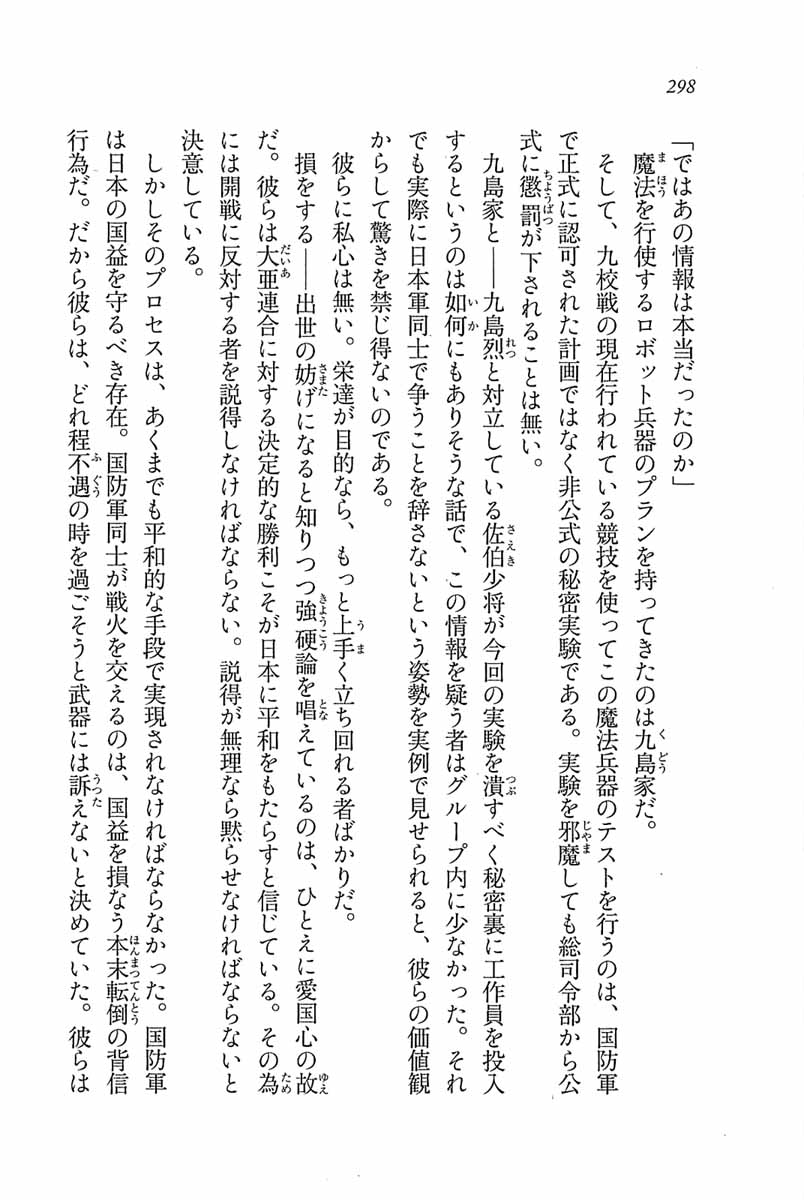 298
「ではあの情報は本当だったのか」
魔法を行使するロボット兵器のプランを持ってきたのは九島家だ。
そして、九校戦の現在行われている競技を使ってこの魔法兵器のテストを行うのは、国防軍
で正式に認可された計画ではなく非公式の秘密実験である。実験を邪魔しても総司令部から公
式に懲罰が下されることは無い。
九島家と――九島烈と対立している佐伯少将が今回の実験を潰すべく秘密裏に工作員を投入
するというのは如何にもありそうな話で、この情報を疑う者はグループ内に少なかった。それ
でも実際に日本軍同士で争うことを辞さないという姿勢を実例で見せられると、彼らの価値観
からして驚きを禁じ得ないのである。
彼らに私心は無い。栄達が目的なら、もっと上手く立ち回れる者ばかりだ。
損をする――出世の妨げになると知りつつ強硬論を唱えているのは、ひとえに愛国心の故
だ。彼らは大亜連合に対する決定的な勝利こそが日本に平和をもたらすと信じている。その為
には開戦に反対する者を説得しなければならない。説得が無理なら黙らせなければならないと
決意している。
しかしそのプロセスは、あくまでも平和的な手段で実現されなければならなかった。国防軍
は日本の国益を守るべき存在。国防軍同士が戦火を交えるのは、国益を損なう本末転倒の背信
行為だ。だから彼らは、どれ程不遇の時を過ごそうと武器には訴えないと決めていた。彼らは